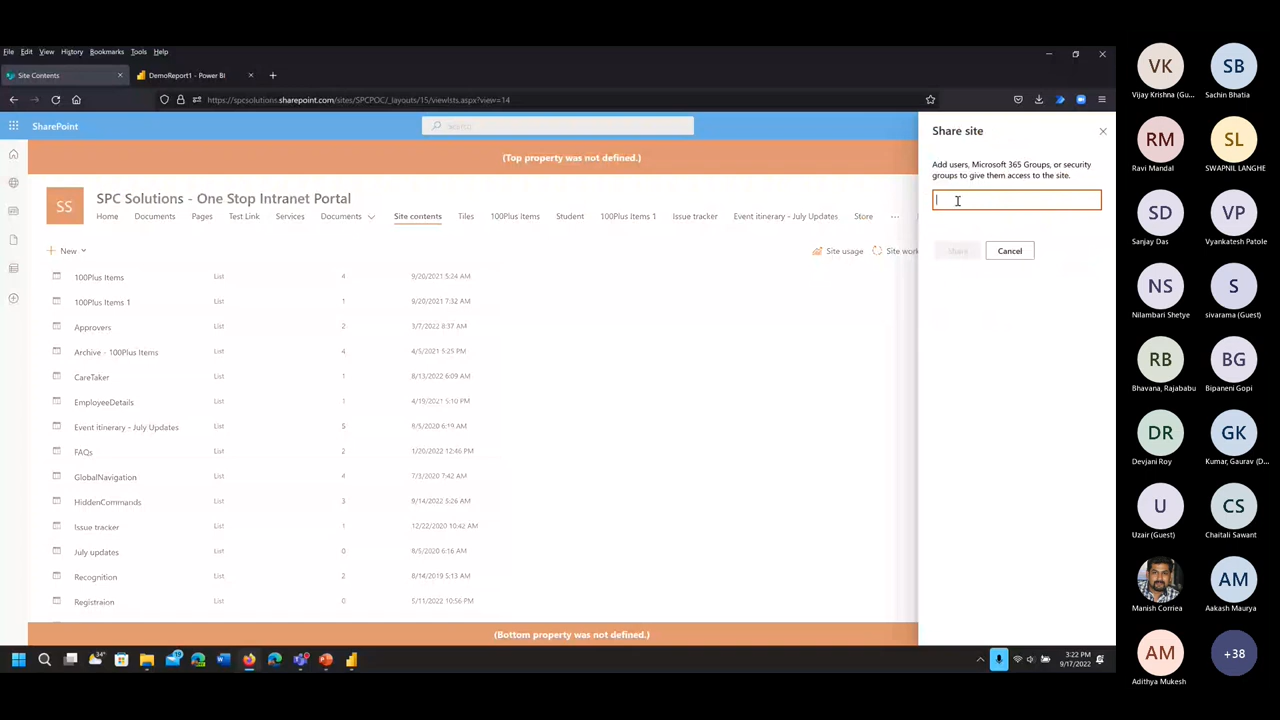 File Edit View History Bookmarks Tools Help
Site Contents
DemoReport1 - Power BI
https://spcsolutions.sharepoint.com/sites/SPCPOC/_layouts/15/viewlsts.aspx?view=14
SharePoint
(Top property was not defined.)
SS
SPC Solutions - One Stop Intranet Portal
Home Documents Pages Test Link Services Documents Site contents Tiles 100Plus Items Student 100Plus Items 1 Issue tracker Event itinerary - July Updates Store ...
New
Site usage
Site work
100Plus Items List 4 9/20/2021 5:24 AM
100Plus Items 1 List 1 9/20/2021 7:32 AM
Approvers List 2 3/7/2022 8:37 AM
Archive - 100Plus Items List 4 4/5/2021 5:25 PM
CareTaker List 1 8/13/2022 6:09 AM
EmployeeDetails List 1 4/19/2021 5:10 PM
Event itinerary - July Updates List 5 8/5/2020 6:19 AM
FAQs List 2 1/20/2022 12:46 PM
GlobalNavigation List 4 7/3/2020 7:42 AM
HiddenCommands List 3 9/14/2022 5:26 AM
Issue tracker List 1 12/22/2020 10:42 AM
July updates List 0 8/5/2020 6:16 AM
Recognition List 2 8/14/2019 5:13 AM
Registraion List 0 5/11/2022 10:56 PM
(Bottom property was not defined.)
Share site
Add users, Microsoft 365 Groups, or security
groups to give them access to the site.
Share
Cancel
34°
3:22 PM
9/17/2022
VK SB
Vijay Krishna (Gu... Sachin Bhatia
RM SL
Ravi Mandal SWAPNIL LANGHE
SD VP
Sanjay Das Vyankatesh Patole
NS S
Nilambari Shetye sivarama (Guest)
RB BG
Bhavana, Rajababu Bipaneni Gopi
DR GK
Devjani Roy Kumar, Gaurav (D...
U CS
Uzair (Guest) Chaitali Sawant
AM
Manish Corriea Aakash Maurya
AM +38
Adithya Mukesh